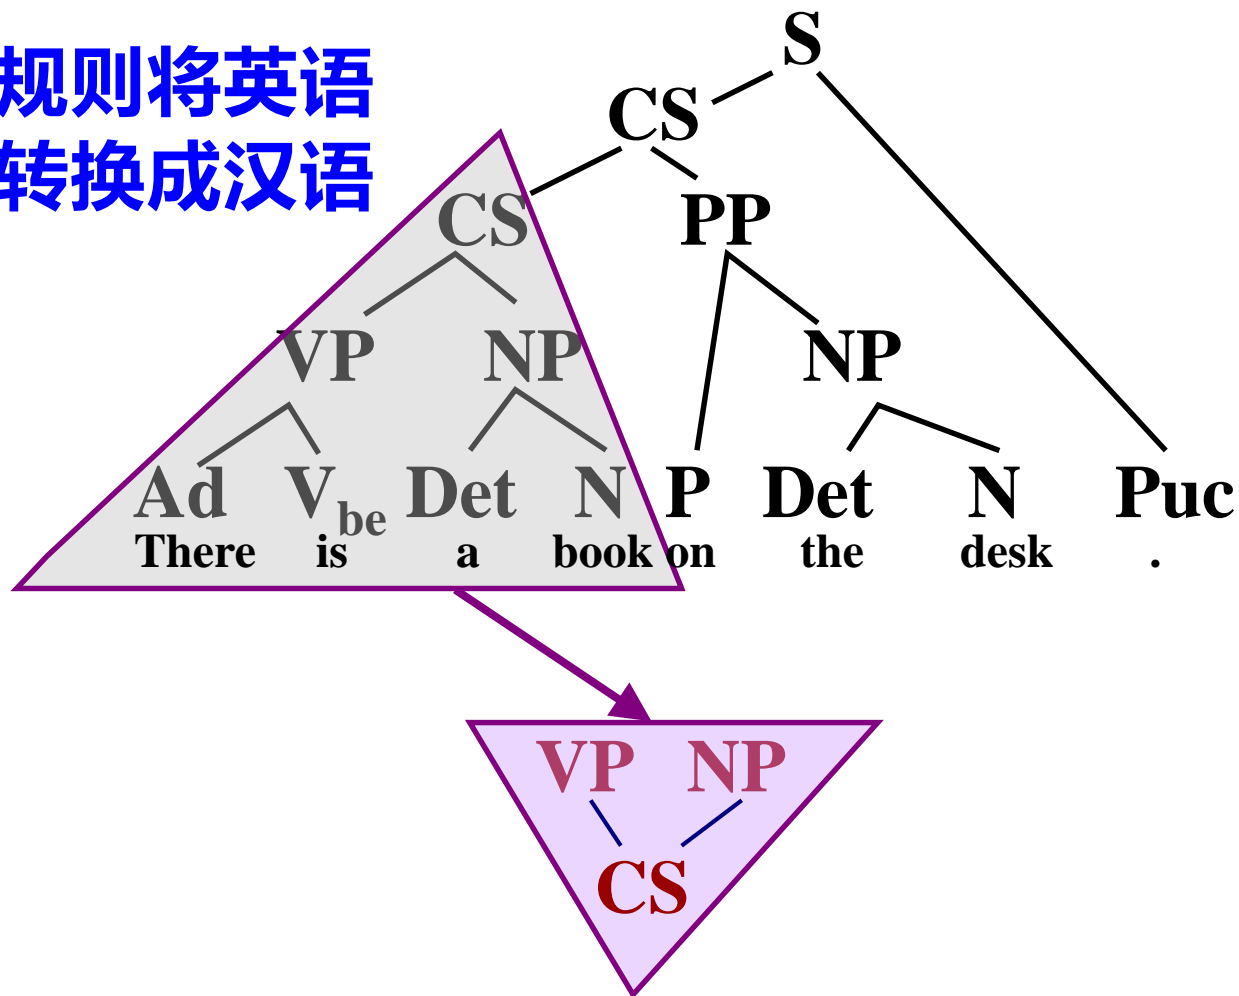 S
规则将英语
CS
转换成汉语
CS PP
VP NP NP
Ad V be Det N P Det N Puc
There is a book on the desk .
VP NP
CS